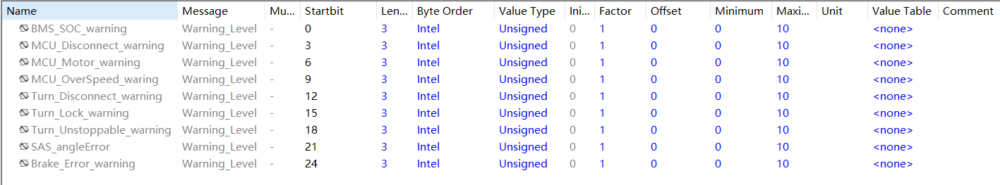 Name Message Mu... Startbit Len... Byte Order Value Type Ini... Factor Offset Minimum Maxi... Unit Value Table Comment
BMS_SOC_warning Warning_Level - 0 3 Intel Unsigned 0 1 0 0 10 <none>
MCU_Disconnect_warning Warning_Level - 3 3 Intel Unsigned 0 1 0 0 10 <none>
MCU_Motor_warning Warning_Level - 6 3 Intel Unsigned 0 1 0 0 10 <none>
MCU_OverSpeed_waring Warning_Level - 9 3 Intel Unsigned 0 1 0 0 10 <none>
Turn_Disconnect_warning Warning_Level - 12 3 Intel Unsigned 0 1 0 0 10 <none>
Turn_Lock_warning Warning_Level - 15 3 Intel Unsigned 0 1 0 0 10 <none>
Turn_Unstoppable_warning Warning_Level - 18 3 Intel Unsigned 0 1 0 0 10 <none>
SAS_angleError Warning_Level - 21 3 Intel Unsigned 0 1 0 0 10 <none>
Brake_Error_warning Warning_Level - 24 3 Intel Unsigned 0 1 0 0 10 <none>